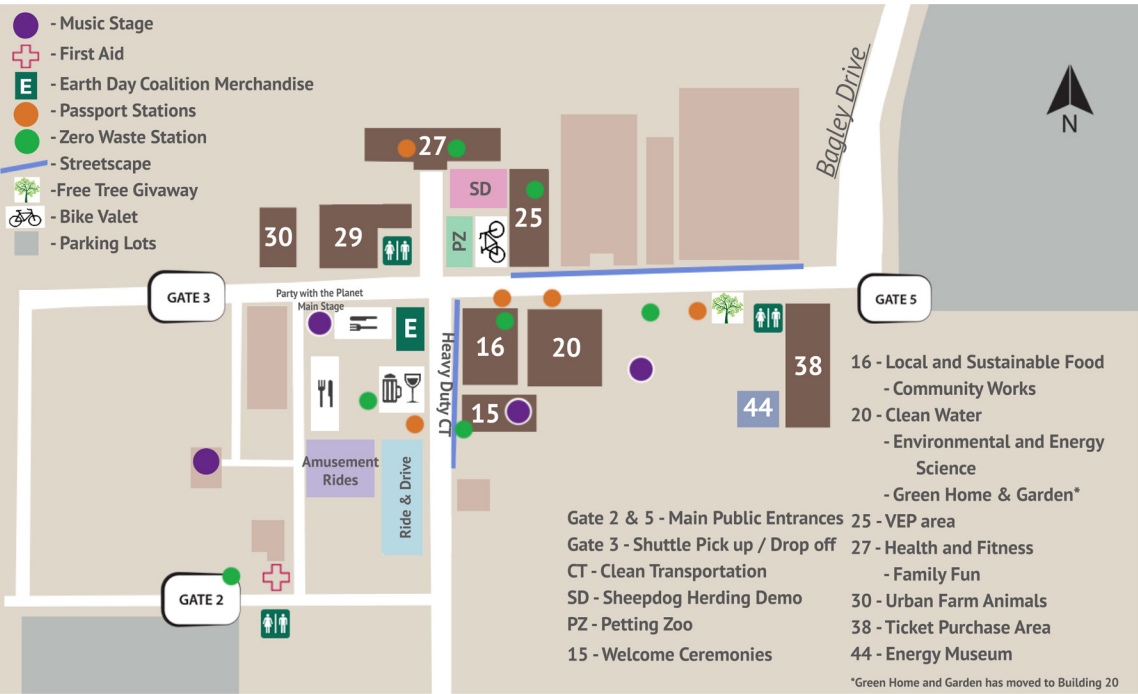 - Music Stage
- First Aid
E - Earth Day Coalition Merchandise
- Passport Stations
- Zero Waste Station
- Streetscape
-Free Tree Givaway
- Bike Valet
- Parking Lots
Bagley Drive
N
27
SD
25
PZ
30
29
GATE 3
Party with the Planet
Main Stage
E
GATE 5
Heavy Duty CT
16
20
38
15
44
Amusement
Rides
Ride & Drive
GATE 2
Gate 2 & 5 - Main Public Entrances
Gate 3 - Shuttle Pick up / Drop off
CT - Clean Transportation
SD - Sheepdog Herding Demo
PZ - Petting Zoo
15 - Welcome Ceremonies
16 - Local and Sustainable Food
- Community Works
20 - Clean Water
- Environmental and Energy
Science
- Green Home & Garden*
25 - VEP area
27 - Health and Fitness
- Family Fun
30 - Urban Farm Animals
38 - Ticket Purchase Area
44 - Energy Museum
*Green Home and Garden has moved to Building 20